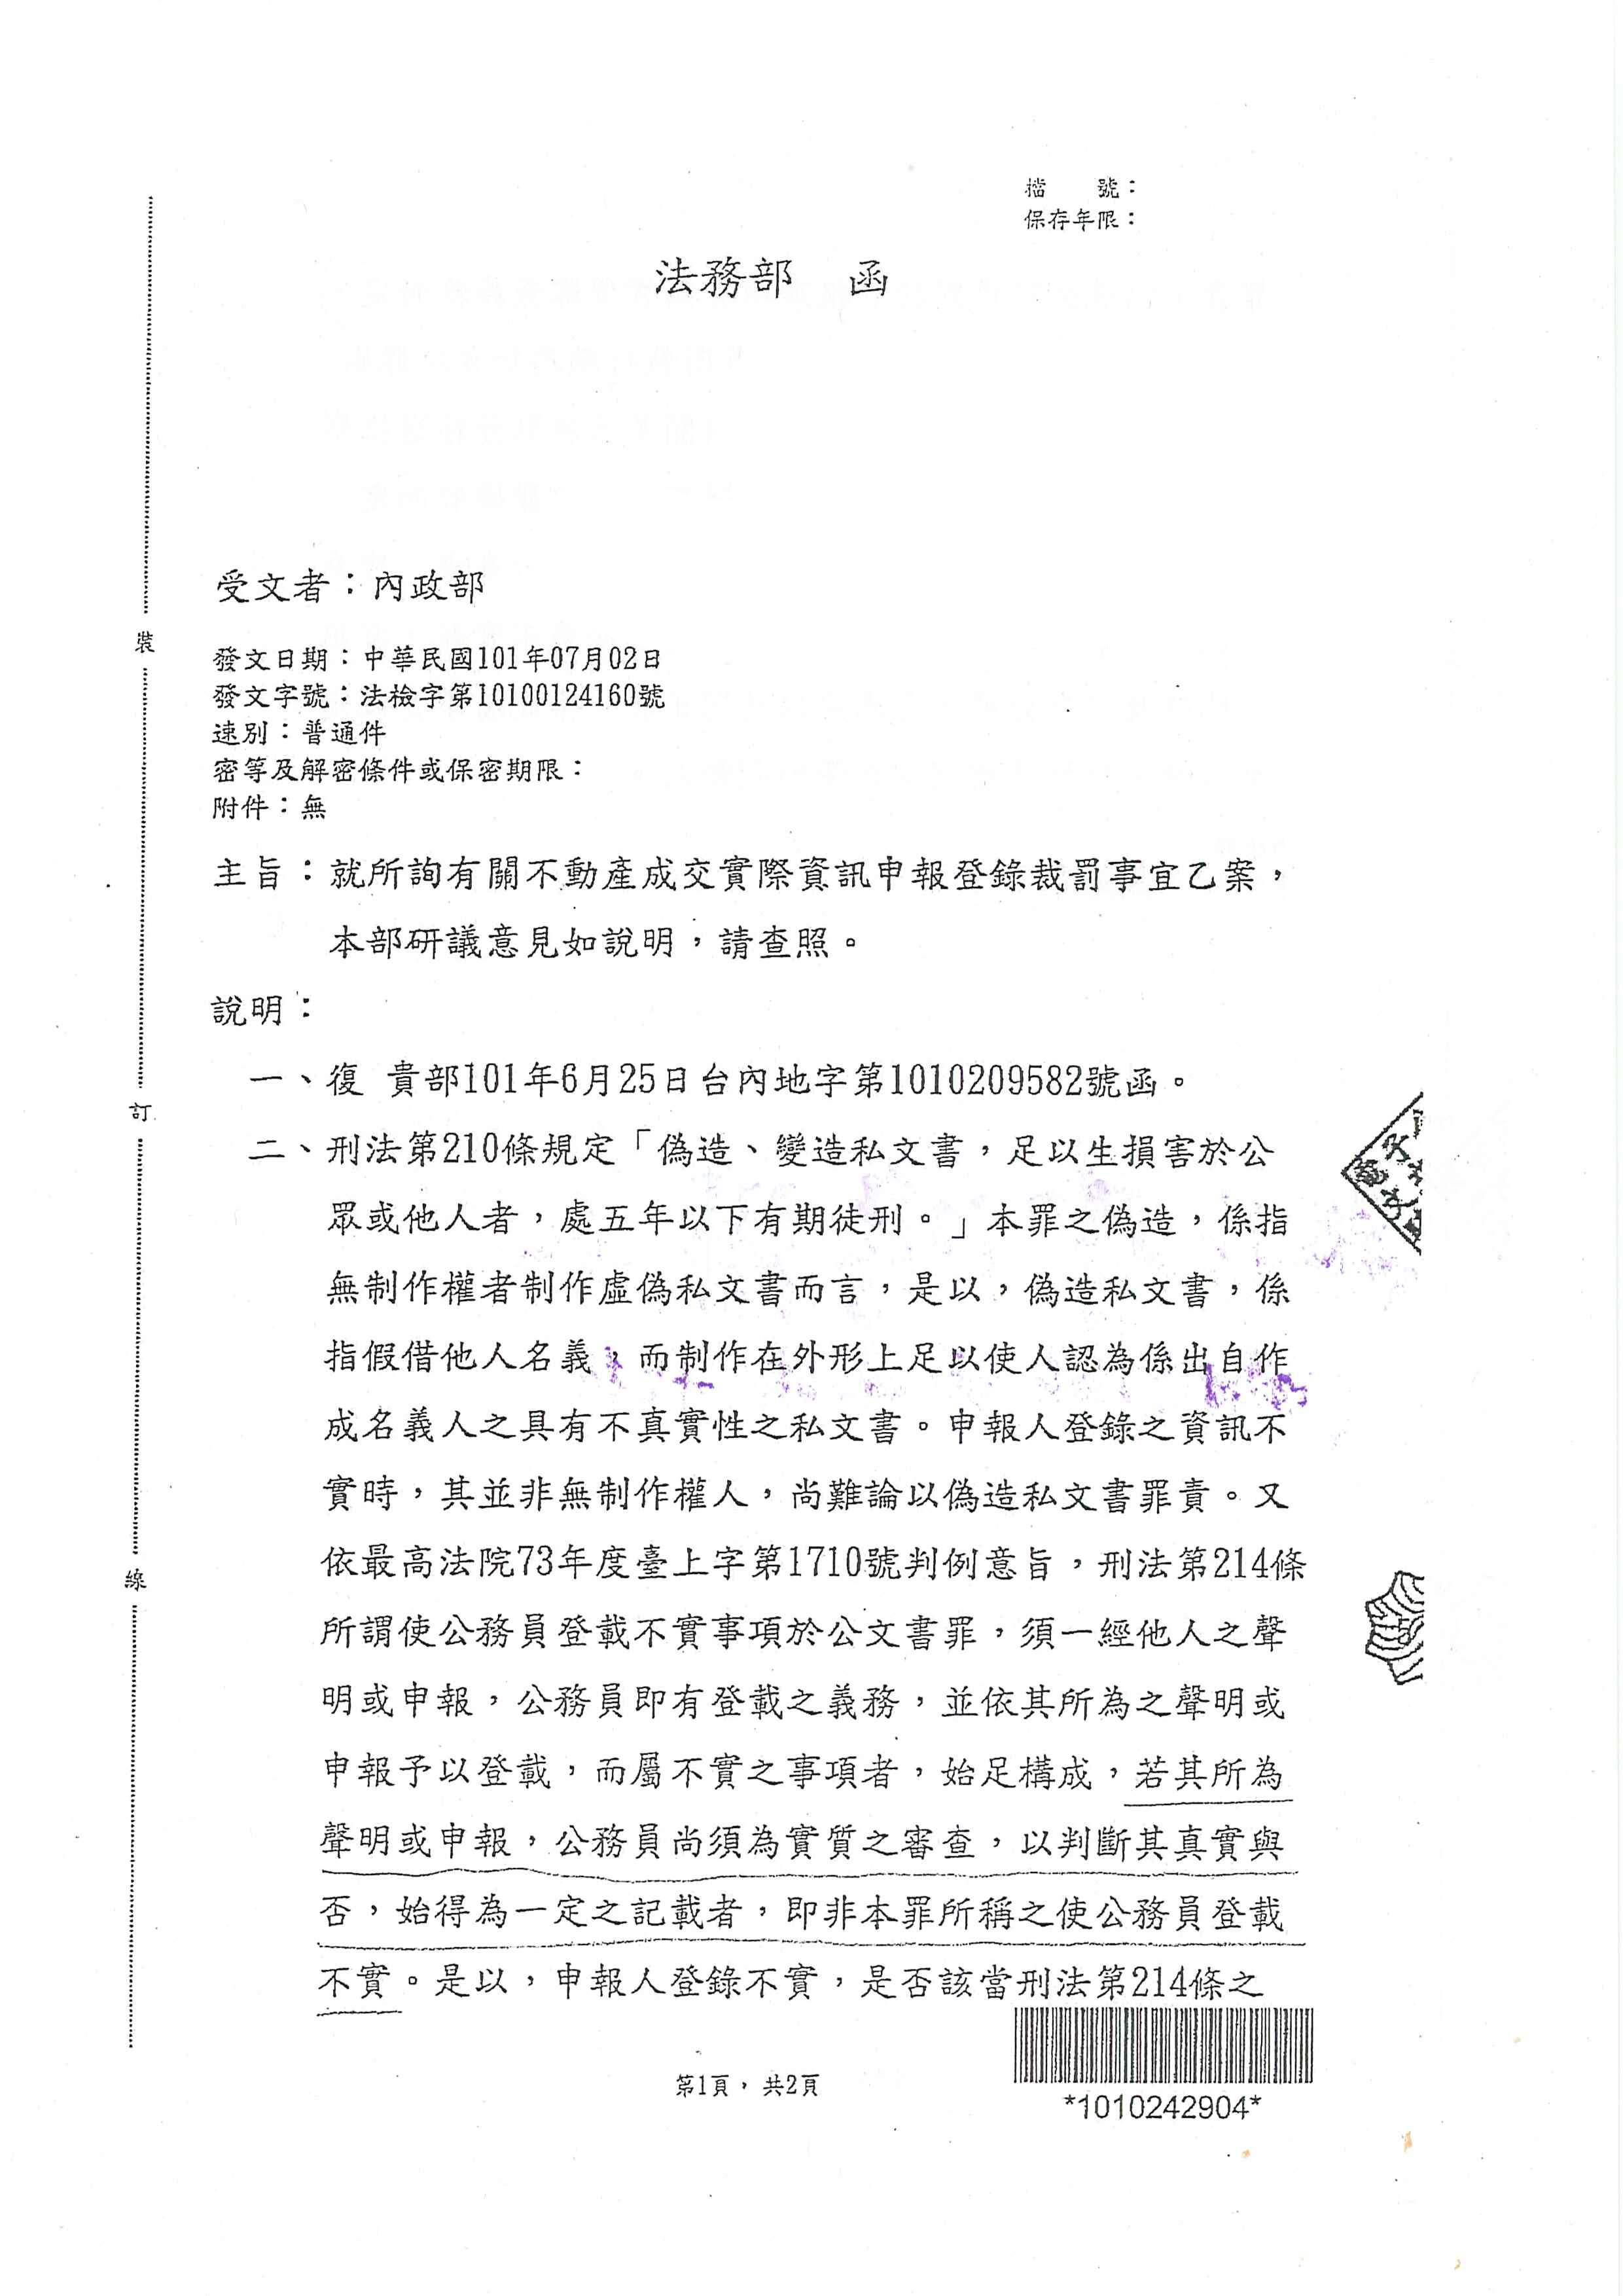 檔　　號：
保存年限：
法務部　函
受文者：內政部
發文日期：中華民國101年07月02日
發文字號：法檢字第10100124160號
速別：普通件
密等及解密條件或保密期限：
附件：無
主旨：就所詢有關不動產成交實際資訊申報登錄裁罰事宜乙案，
本部研議意見如說明，請查照。
說明：
一、復　貴部101年6月25日台內地字第1010209582號函。
二、刑法第210條規定「偽造、變造私文書，足以生損害於公
眾或他人者，處五年以下有期徒刑。」本罪之偽造，係指
無制作權者制作虛偽私文書而言，是以，偽造私文書，係
指假借他人名義，而制作在外形上足以使人認為係出自作
成名義人之具有不真實性之私文書。申報人登錄之資訊不
實時，其並非無制作權人，尚難論以偽造私文書罪責。又
依最高法院73年度臺上字第1710號判例意旨，刑法第214條
所謂使公務員登載不實事項於公文書罪，須一經他人之聲
明或申報，公務員即有登載之義務，並依其所為之聲明或
申報予以登載，而屬不實之事項者，始足構成，若其所為
聲明或申報，公務員尚須為實質之審查，以判斷其真實與
否，始得為一定之記載者，即非本罪所稱之使公務員登載
不實。是以，申報人登錄不實，是否該當刑法第214條之
第1頁，共2頁
*1010242904*
裝
訂
線
電子